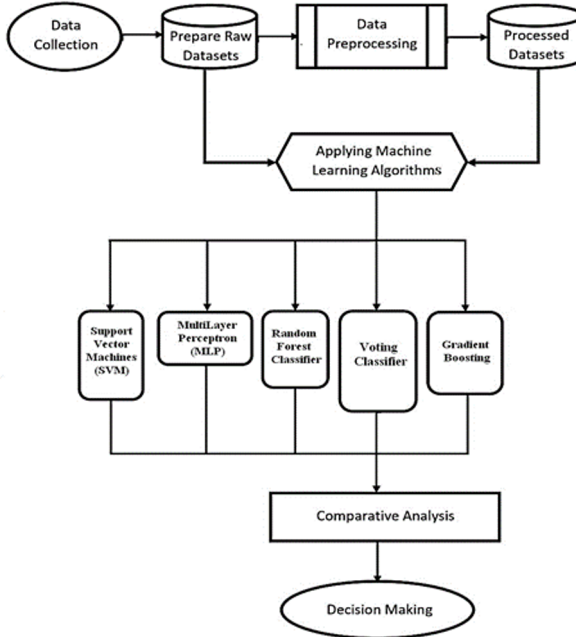 Data
Collection
Prepare Raw
Datasets
Data
Preprocessing
Processed
Datasets
Applying Machine
Learning Algorithms
Support
Vector
Machines
(SVM)
MultiLayer
Perceptron
(MLP)
Random
Forest
Classifier
Voting
Classifier
Gradient
Boosting
Comparative Analysis
Decision Making